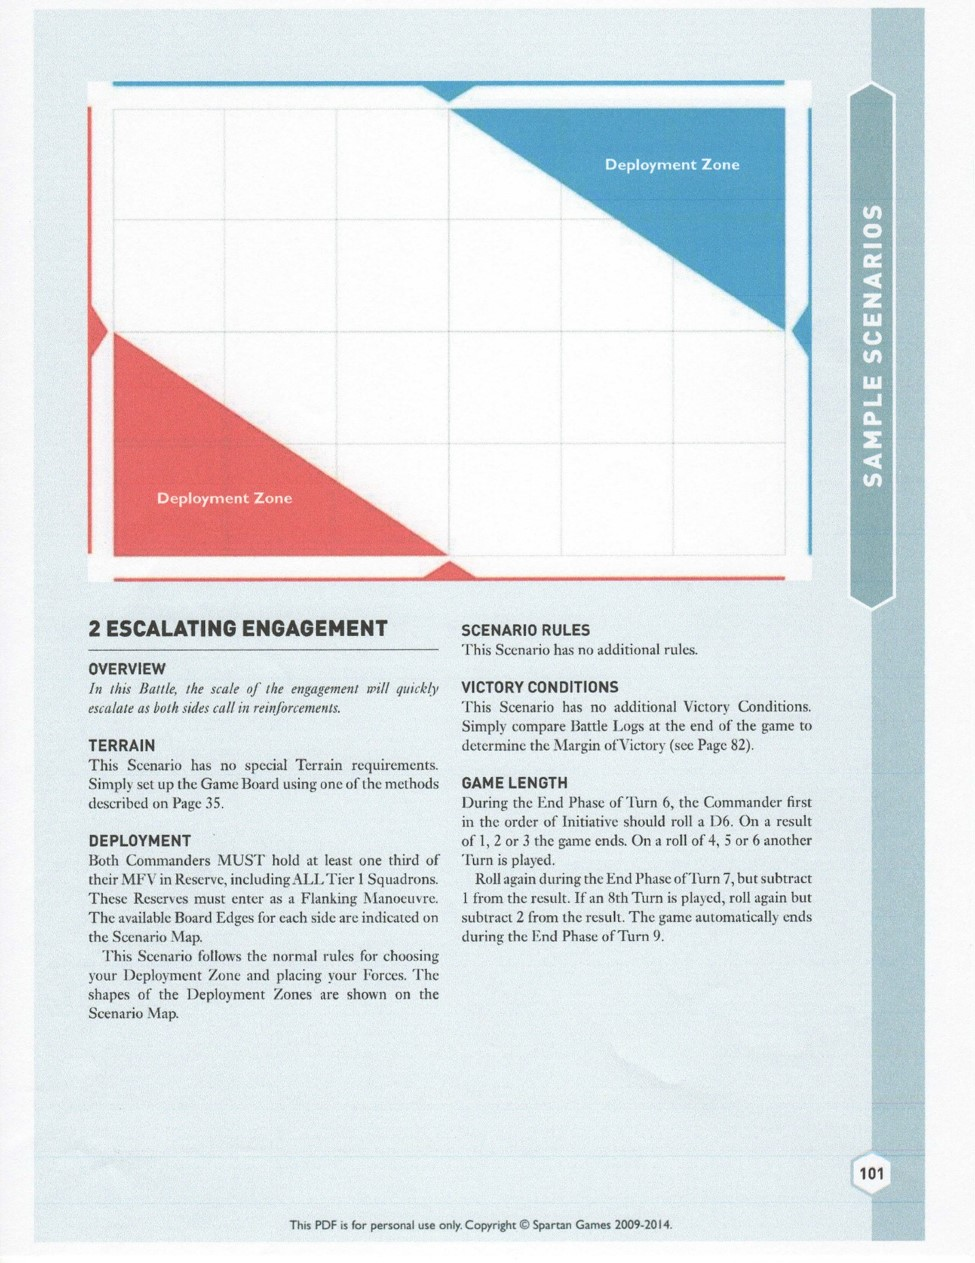 Deployment Zone
SAMPLE SCENARIOS
Deployment Zone
2 ESCALATING ENGAGEMENT
OVERVIEW
In this Battle, the scale of the engagement will quickly
escalate as both sides call in reinforcements.
TERRAIN
This Scenario has no special Terrain requirements.
Simply set up the Game Board using one of the methods
described on Page 35.
DEPLOYMENT
Both Commanders MUST hold at least one third of
their MFV in Reserve, including ALL Tier 1 Squadrons.
These Reserves must enter as a Flanking Manoeuvre.
The available Board Edges for each side are indicated on
the Scenario Map.
This Scenario follows the normal rules for choosing
your Deployment Zone and placing your Forces. The
shapes of the Deployment Zones are shown on the
Scenario Map.
SCENARIO RULES
This Scenario has no additional rules.
VICTORY CONDITIONS
This Scenario has no additional Victory Conditions.
Simply compare Battle Logs at the end of the game to
determine the Margin of Victory (see Page 82).
GAME LENGTH
During the End Phase of Turn 6, the Commander first
in the order of Initiative should roll a D6. On a result
of 1, 2 or 3 the game ends. On a roll of 4, 5 or 6 another
Turn is played.
Roll again during the End Phase of Turn 7, but subtract
1 from the result. If an 8th Turn is played, roll again but
subtract 2 from the result. The game automatically ends
during the End Phase of Turn 9.
101
This PDF is for personal use only. Copyright © Spartan Games 2009-2014.